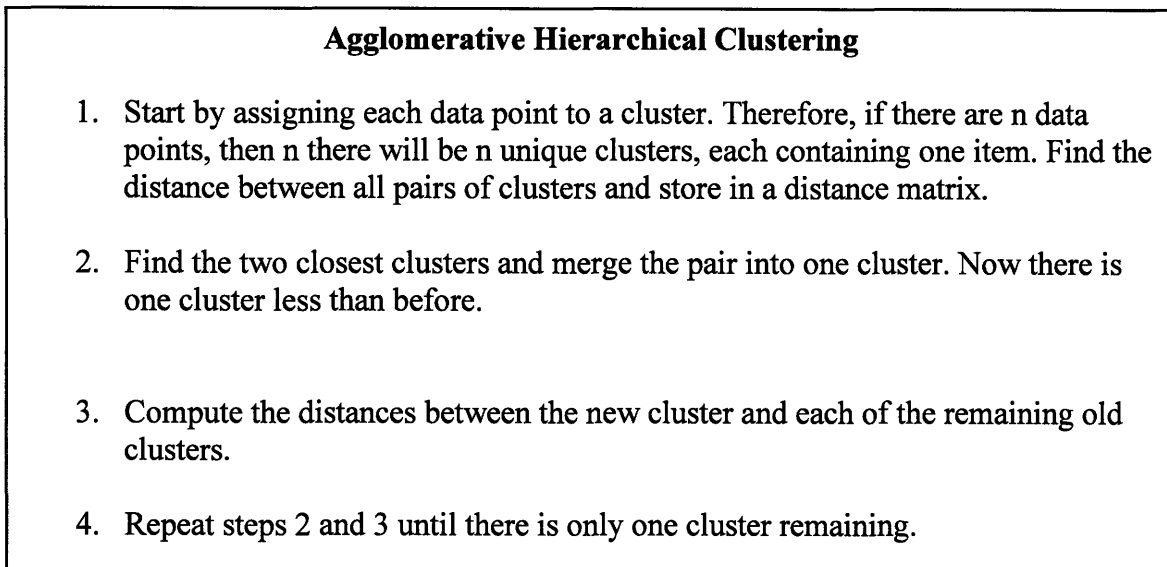 Agglomerative Hierarchical Clustering
1. Start by assigning each data point to a cluster. Therefore, if there are n data
points, then n there will be n unique clusters, each containing one item. Find the
distance between all pairs of clusters and store in a distance matrix.
2. Find the two closest clusters and merge the pair into one cluster. Now there is
one cluster less than before.
3. Compute the distances between the new cluster and each of the remaining old
clusters.
4. Repeat steps 2 and 3 until there is only one cluster remaining.